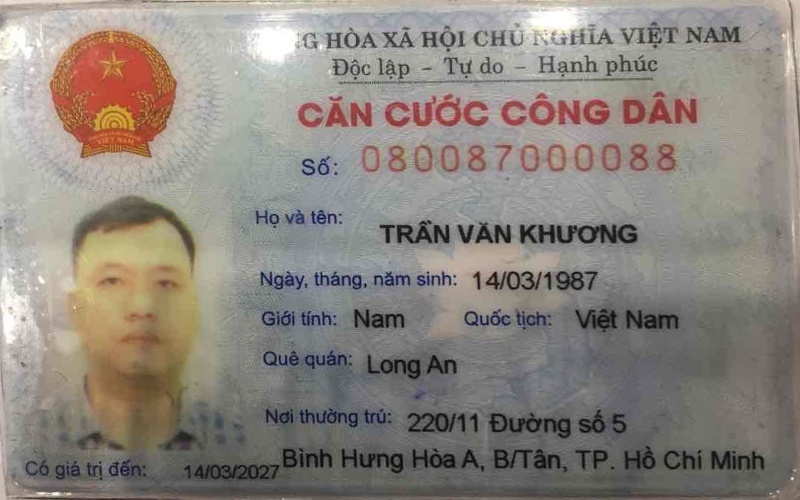 HÒA XÃ HỘI CHỦ NGHĨA VIỆT NAM
Độc lập - Tự do - Hạnh phúc
CĂN CƯỚC CÔNG DÂN
Số: 080087000088
Họ và tên: TRẦN VĂN KHƯƠNG
Ngày, tháng, năm sinh: 14/03/1987
Giới tính: Nam Quốc tịch: Việt Nam
Quê quán: Long An
Nơi thường trú: 220/11 Đường số 5
Bình Hưng Hòa A, B/Tân, TP. Hồ Chí Minh
Có giá trị đến: 14/03/2027